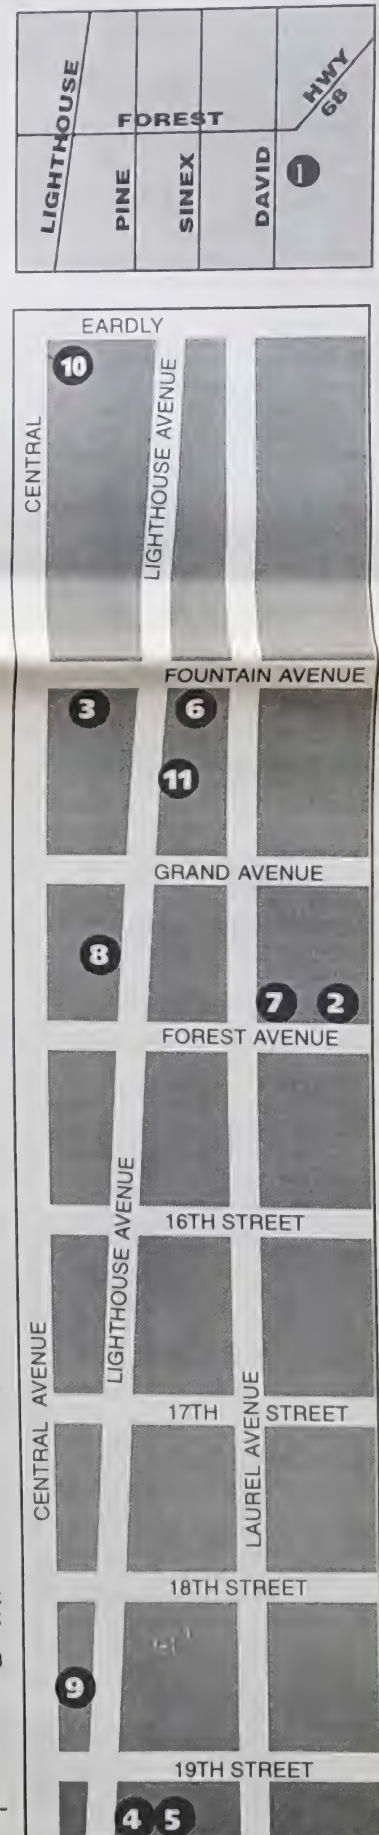 LIGHTHOUSE
FOREST
HWY
68
PINE
SINEX
DAVID
1
EARDLY
10
CENTRAL
LIGHTHOUSE AVENUE
FOUNTAIN AVENUE
3
6
11
GRAND AVENUE
8
7
2
FOREST AVENUE
16TH STREET
LIGHTHOUSE AVENUE
CENTRAL AVENUE
17TH STREET
LAUREL AVENUE
18TH STREET
9
19TH STREET
4
5